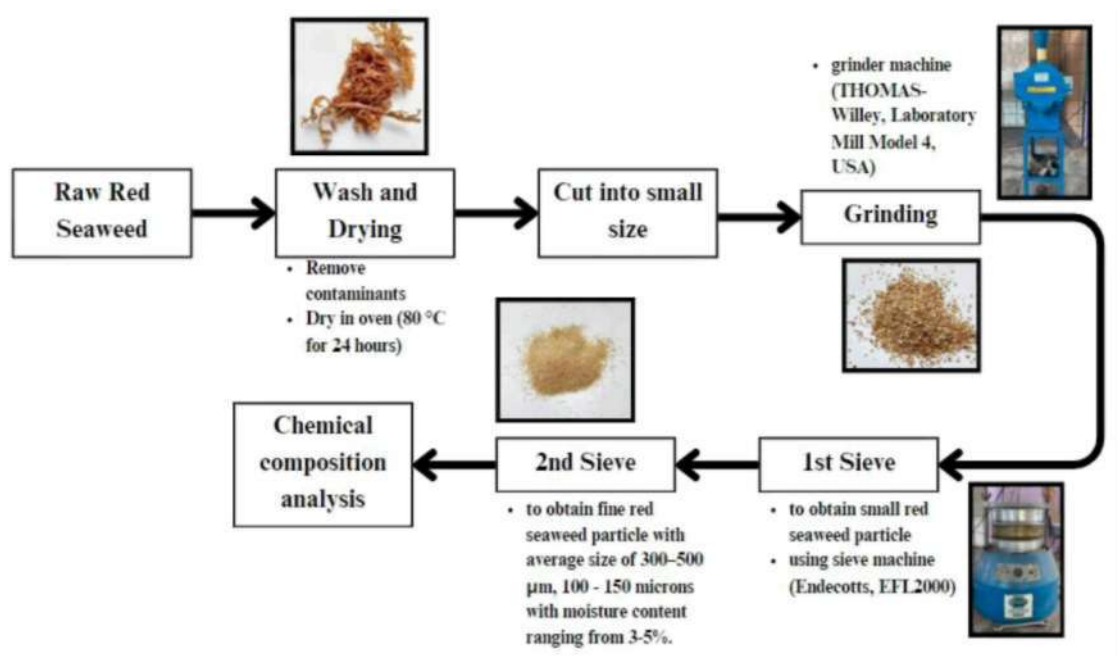 Raw Red
Seaweed
Wash and
Drying
• Remove
contaminants
• Dry in oven (80 °C
for 24 hours)
Cut into small
size
• grinder machine
(THOMAS-
Willey, Laboratory
Mill Model 4,
USA)
Grinding
1st Sieve
• to obtain small red
seaweed particle
• using sieve machine
(Endecotts, EFL2000)
2nd Sieve
• to obtain fine red
seaweed particle with
average size of 300–500
µm, 100 - 150 microns
with moisture content
ranging from 3-5%.
Chemical
composition
analysis